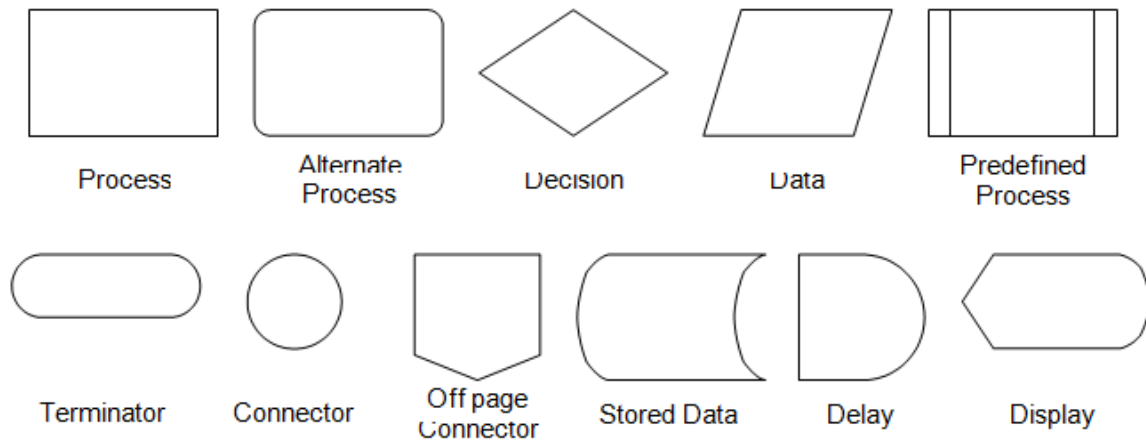 Process
Alternate
Process
Decision
Data
Predefined
Process
Terminator
Connector
Off page
Connector
Stored Data
Delay
Display